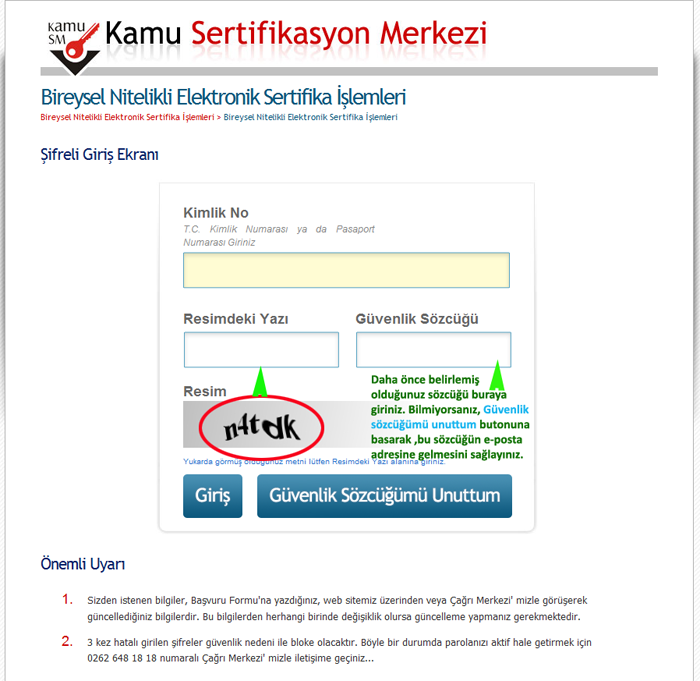 kamu
SM
Kamu Sertifikasyon Merkezi
Bireysel Nitelikli Elektronik Sertifika İşlemleri
Bireysel Nitelikli Elektronik Sertifika İşlemleri > Bireysel Nitelikli Elektronik Sertifika İşlemleri
Şifreli Giriş Ekranı
Kimlik No
T.C. Kimlik Numarası ya da Pasaport
Numarası Giriniz
Resimdeki Yazı
Güvenlik Sözcüğü
Resim
n4tdk
Daha önce belirlemiş
olduğunuz sözcüğü buraya
giriniz. Bilmiyorsanız, Güvenlik
sözcüğümü unuttum butonuna
basarak ,bu sözcüğün e-posta
adresine gelmesini sağlayınız.
Yukarda görmüş olduğunuz metni lütfen Resimdeki Yazı alanına giriniz.
Giriş
Güvenlik Sözcüğümü Unuttum
Önemli Uyarı
1. Sizden istenen bilgiler, Başvuru Formu'na yazdığınız, web sitemiz üzerinden veya Çağrı Merkezi' mizle görüşerek
güncellediğiniz bilgilerdir. Bu bilgilerden herhangi birinde değişiklik olursa güncelleme yapmanız gerekmektedir.
2. 3 kez hatalı girilen şifreler güvenlik nedeni ile bloke olacaktır. Böyle bir durumda parolanızı aktif hale getirmek için
0262 648 18 18 numaralı Çağrı Merkezi' mizle iletişime geçiniz...